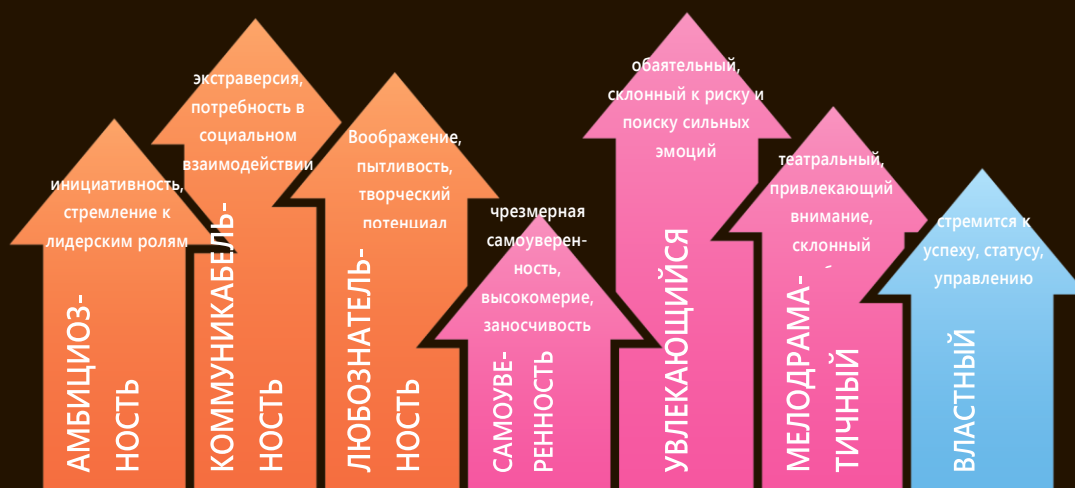 инициативность,
стремление к
лидерским ролям
АМБИЦИОЗ-
НОСТЬ
экстраверсия,
потребность в
социальном
взаимодействии
КОММУНИКАБЕЛЬ-
НОСТЬ
Воображение,
пытливость,
творческий
потенциал
ЛЮБОЗНАТЕЛЬ-
НОСТЬ
чрезмерная
самоуверен-
ность,
высокомерие,
заносчивость
САМОУВЕ-
РЕННОСТЬ
обаятельный,
склонный к риску и
поиску сильных
эмоций
УВЛЕКАЮЩИЙСЯ
театральный,
привлекающий
внимание,
склонный
МЕЛОДРАМА-
ТИЧНЫЙ
стремится к
успеху, статусу,
управлению
ВЛАСТНЫЙ